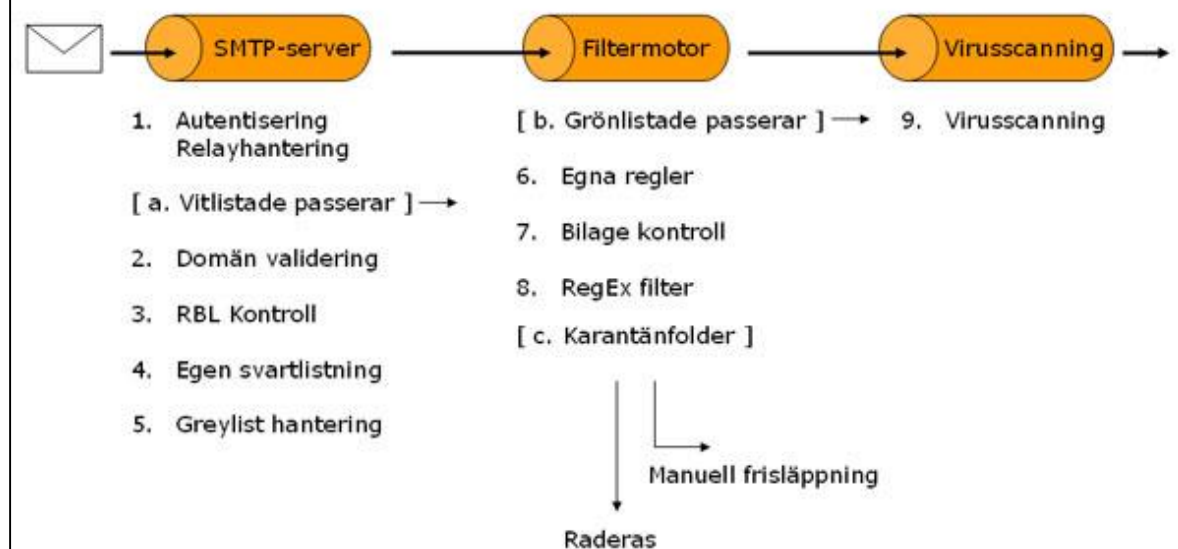 SMTP-server
Filtermotor
Virusscanning
1. Autentisering
Relayhantering
[ a. Vitlistade passerar ]
2. Domän validering
3. RBL Kontroll
4. Egen svartlistning
5. Greylist hantering
[ b. Grönlistade passerar ]
6. Egna regler
7. Bilage kontroll
8. RegEx filter
[ c. Karantänfolder ]
Manuell frisläppning
Raderas
9. Virusscanning